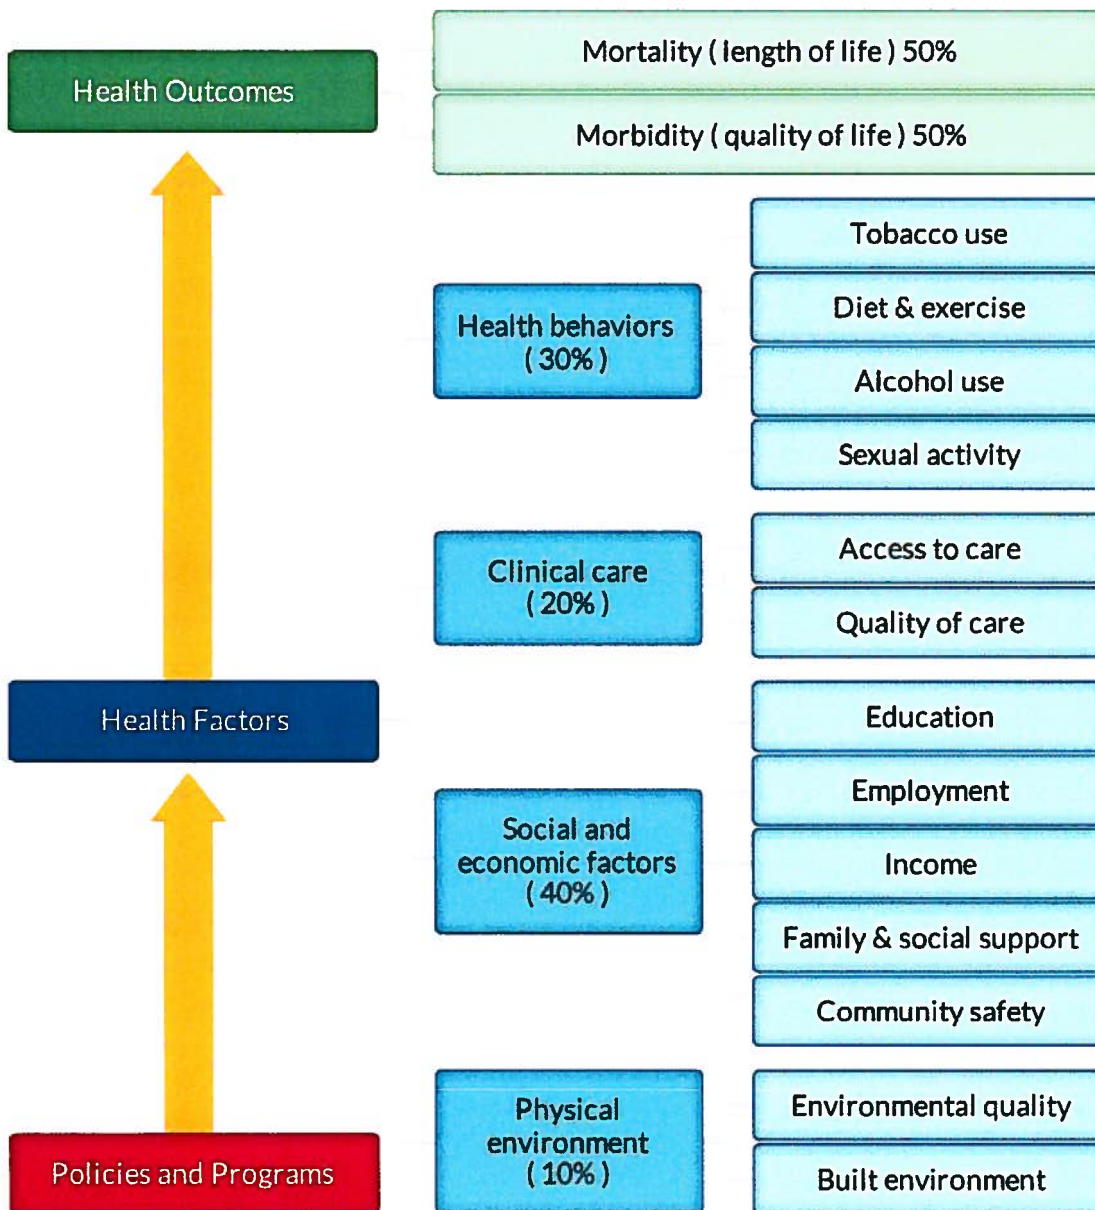 Health Outcomes
Mortality ( length of life ) 50%
Morbidity ( quality of life ) 50%
Tobacco use
Health behaviors
( 30% )
Diet & exercise
Alcohol use
Sexual activity
Clinical care
( 20% )
Access to care
Quality of care
Health Factors
Education
Employment
Social and
economic factors
( 40% )
Income
Family & social support
Community safety
Physical
environment
( 10% )
Environmental quality
Built environment
Policies and Programs